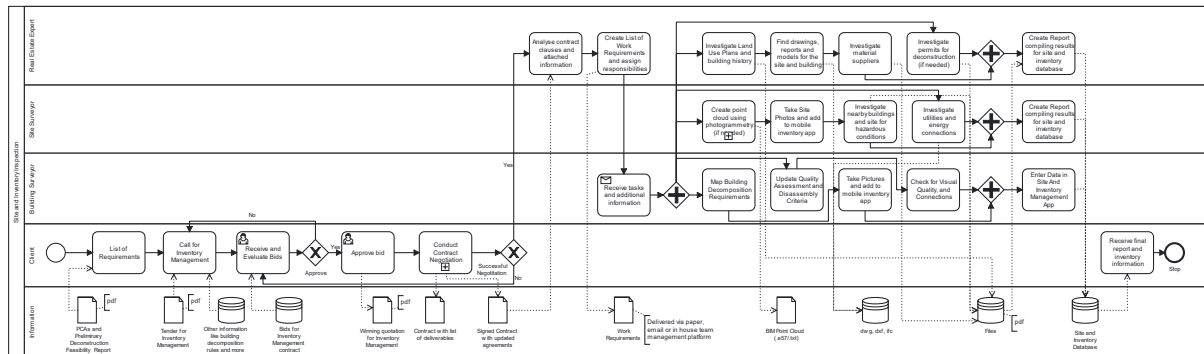 Site and Inventory Inspection
Real Estate Expert
Analyse contract
clauses and
attached
information
Create List of
Work
Requirements
and assign
responsibilities
Investigate Land
Use Plans and
building history
Find drawings,
reports and
models for the
site and building
Investigate
material
suppliers
Investigate
permits for
deconstruction
(if needed)
Create Report
compiling results
for site and
inventory
database
Site Surveyor
Create point
cloud using
photogrammetry
(if needed)
Take Site
Photos and add
to mobile
inventory app
Investigate
nearby buildings
and site for
hazardous
conditions
Investigate
utilities and
energy
connections
Create Report
compiling results
for site and
inventory
database
Yes
Building Surveyor
Receive tasks
and additional
information
Map Building
Decomposition
Requirements
Update Quality
Assessment and
Disassembly
Criteria
Take Pictures
and add to
mobile
inventory app
Check for Visual
Quality, and
Connections
Enter Data in
Site And
Inventory
Management
App
Client
No
List of
Requirements
Call for
Inventory
Management
Receive and
Evaluate Bids
Approve
Yes
Approve bid
Conduct
Contract
Negotiation
Successful
Negotitation
No
Receive final
report and
inventory
information
Stop
Information
pdf
PCAs and
Preliminary
Deconstruction
Feasibility Report
pdf
Tender for
Inventory
Management
Other information
like building
decomposition
rules and more
Bids for
Inventory
Management
contract
pdf
Winning quotation
for Inventory
Management
Contract with list
of deliverables
Signed Contract
with updated
agreements
Work
Requirements
Delivered via paper,
email or in house team
management platform
BIM Point Cloud
(.e57/.txt)
dwg, dxf, ifc
Files
pdf
Site and
Inventory
Database